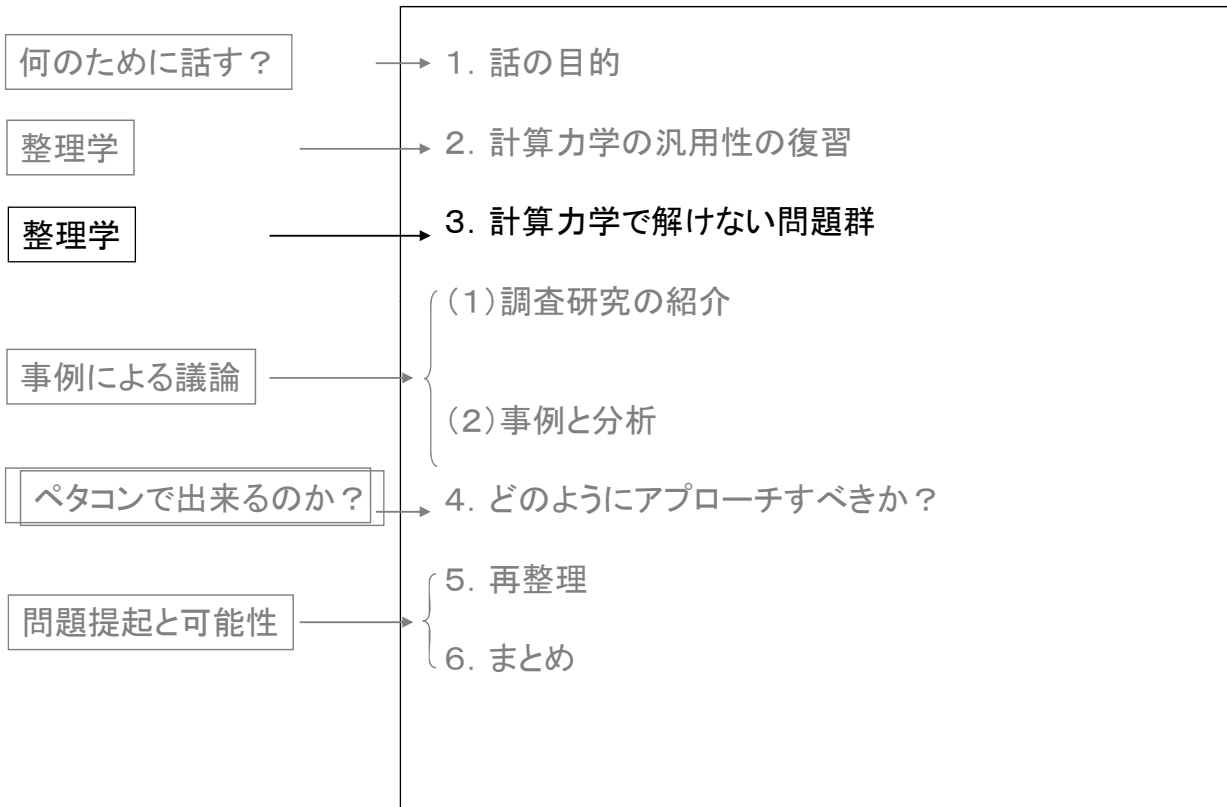 何のために話す？
1．話の目的
整理学
2．計算力学の汎用性の復習
整理学
3．計算力学で解けない問題群
（1）調査研究の紹介
事例による議論
（2）事例と分析
ペタコンで出来るのか？
4．どのようにアプローチすべきか？
5．再整理
問題提起と可能性
6．まとめ